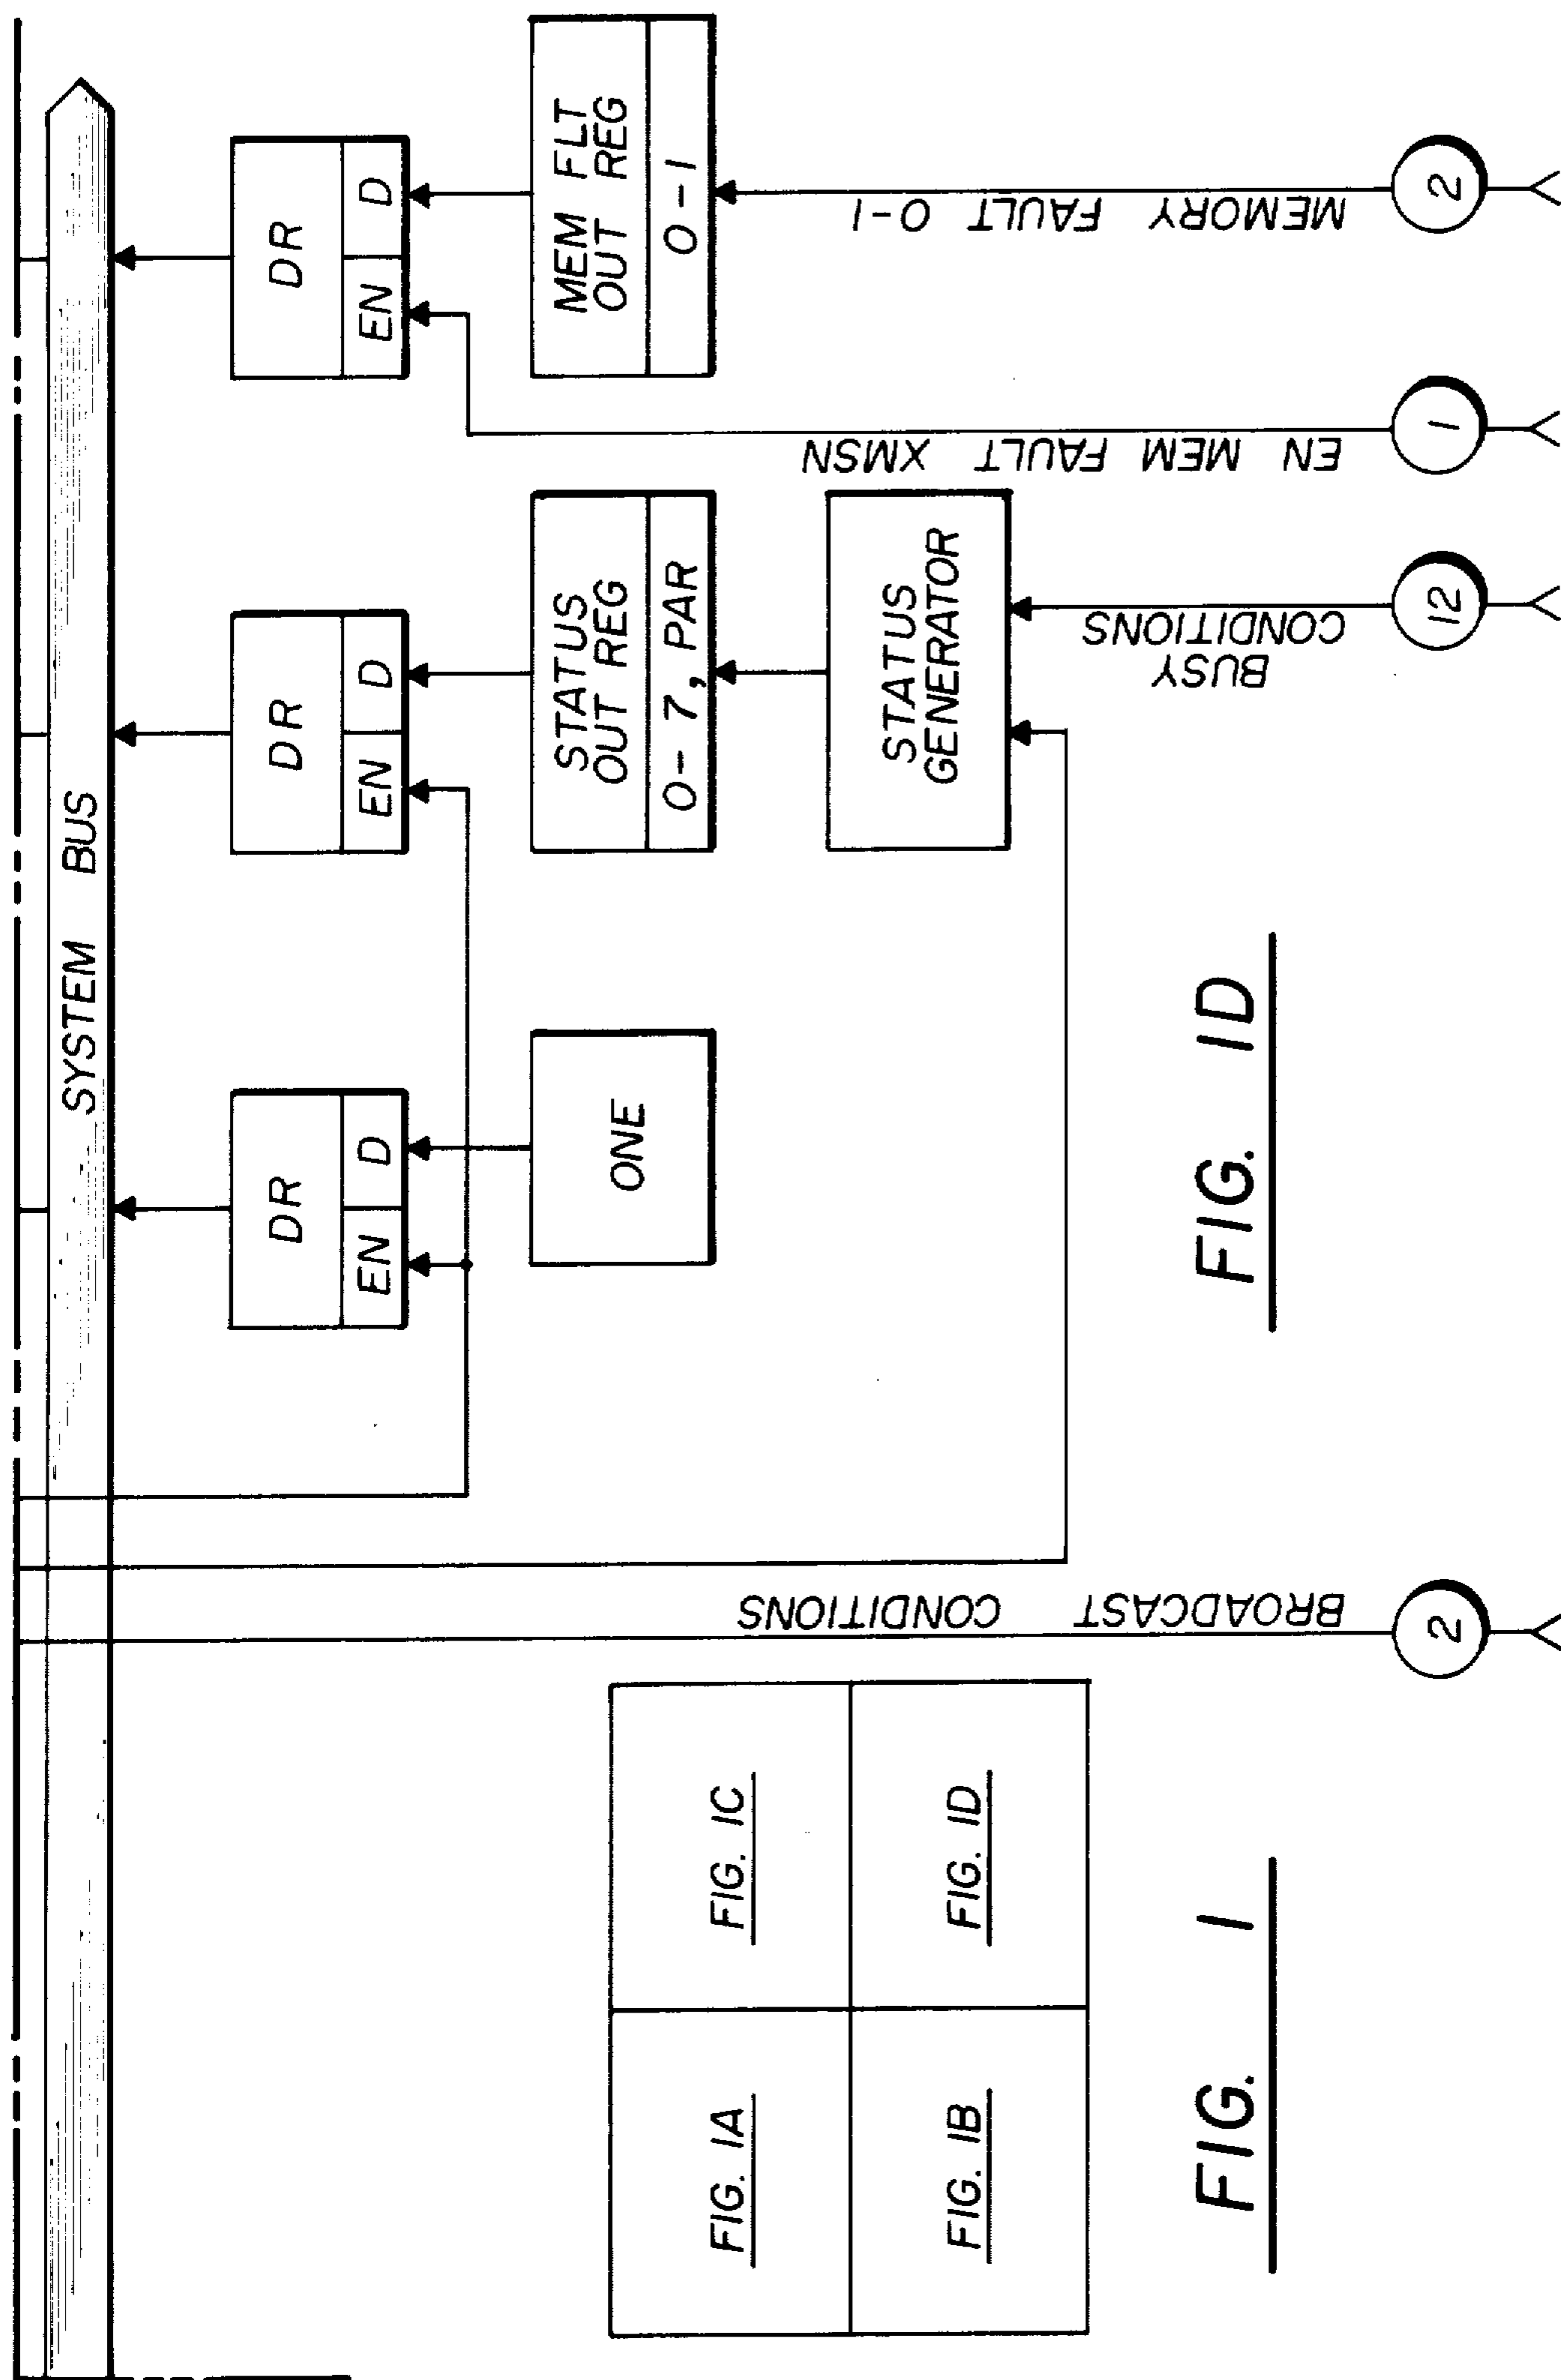 SYSTEM BUS
DR
EN D
DR
EN D
DR
EN D
ONE
STATUS
OUT REG
0-7, PAR
MEM FLT
OUT REG
0-1
STATUS
GENERATOR
BROADCAST CONDITIONS
BUSY
CONDITIONS
EN MEM FAULT XMSN
MEMORY FAULT 0-1
2
12
1
2
FIG. 1A
FIG. 1C
FIG. 1B
FIG. 1D
FIG. 1
FIG. 1D